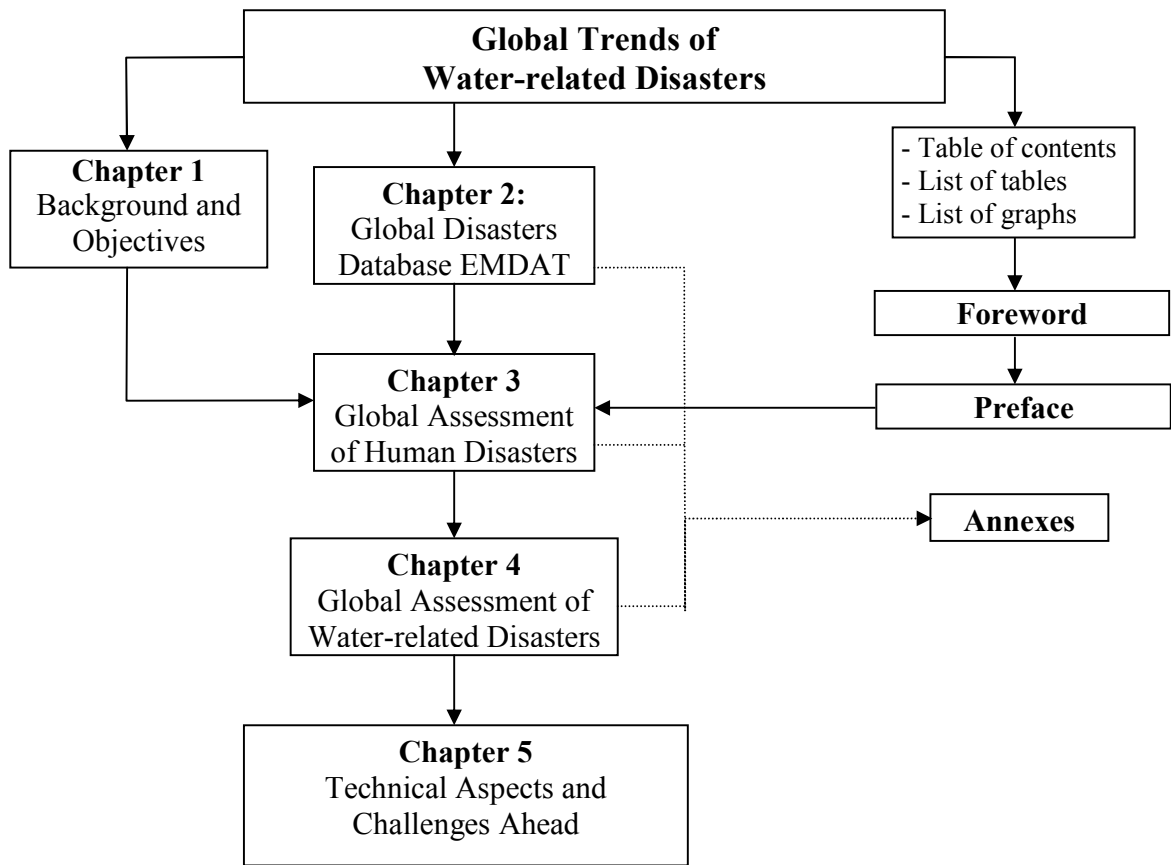 Global Trends of
Water-related Disasters
Chapter 1
Background and
Objectives
Chapter 2:
Global Disasters
Database EMDAT
- Table of contents
- List of tables
- List of graphs
Foreword
Chapter 3
Global Assessment
of Human Disasters
Preface
Annexes
Chapter 4
Global Assessment of
Water-related Disasters
Chapter 5
Technical Aspects and
Challenges Ahead